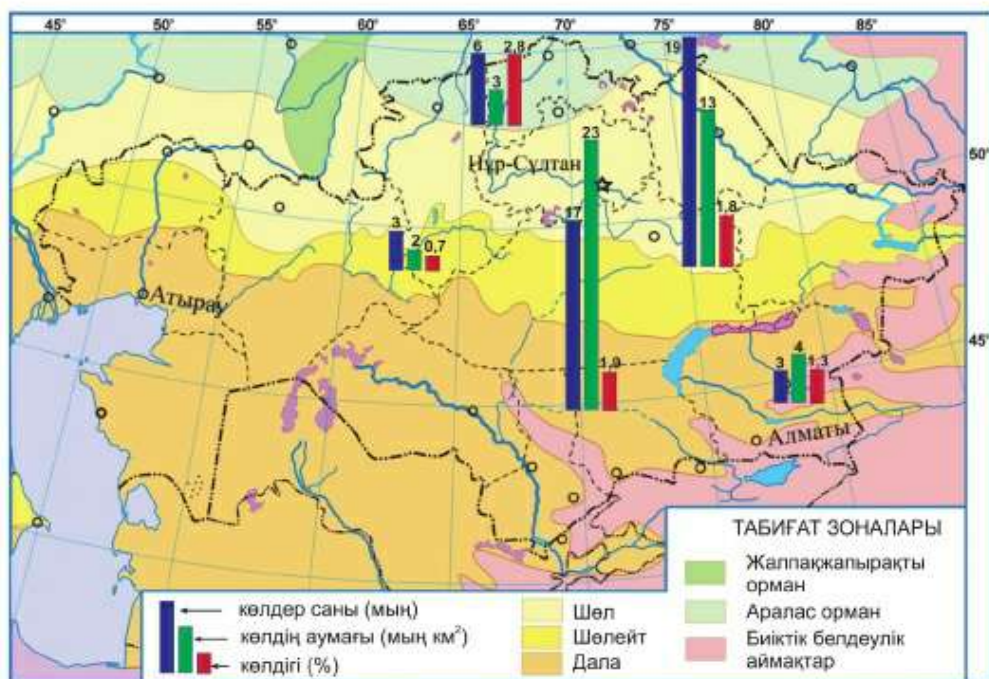 45° 50° 55° 60° 65° 70° 75° 80° 85°
6 2,8 19
3
13
23
50°
Нұр-Сұлтан
17 1,8
3 2 0,7
Атырау
45°
4
1,9 3 1,3
Алматы
ТАБИҒАТ ЗОНАЛАРЫ
Жалпақжапырақты
орман
көлдер саны (мың)
Шөл
Аралас орман
көлдің аумағы (мың км²)
Шөлейт
Биіктік белдеулік
аймақтар
көлдігі (%)
Дала